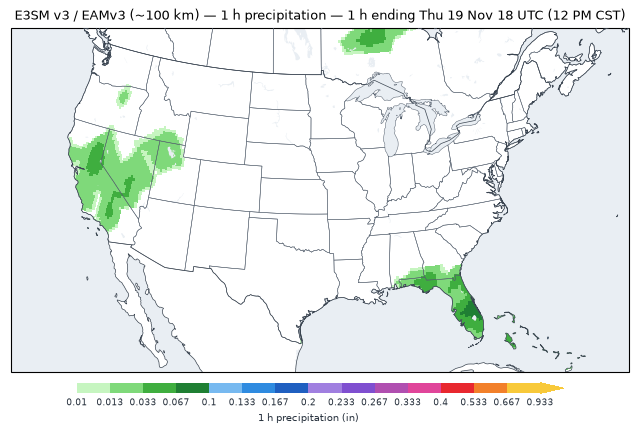 E3SM v3 / EAMv3 (~100 km) — 1 h precipitation — 1 h ending Thu 19 Nov 18 UTC (12 PM CST)
0.01 0.013 0.033 0.067 0.1 0.133 0.167 0.2 0.233 0.267 0.333 0.4 0.533 0.667 0.933
1 h precipitation (in)